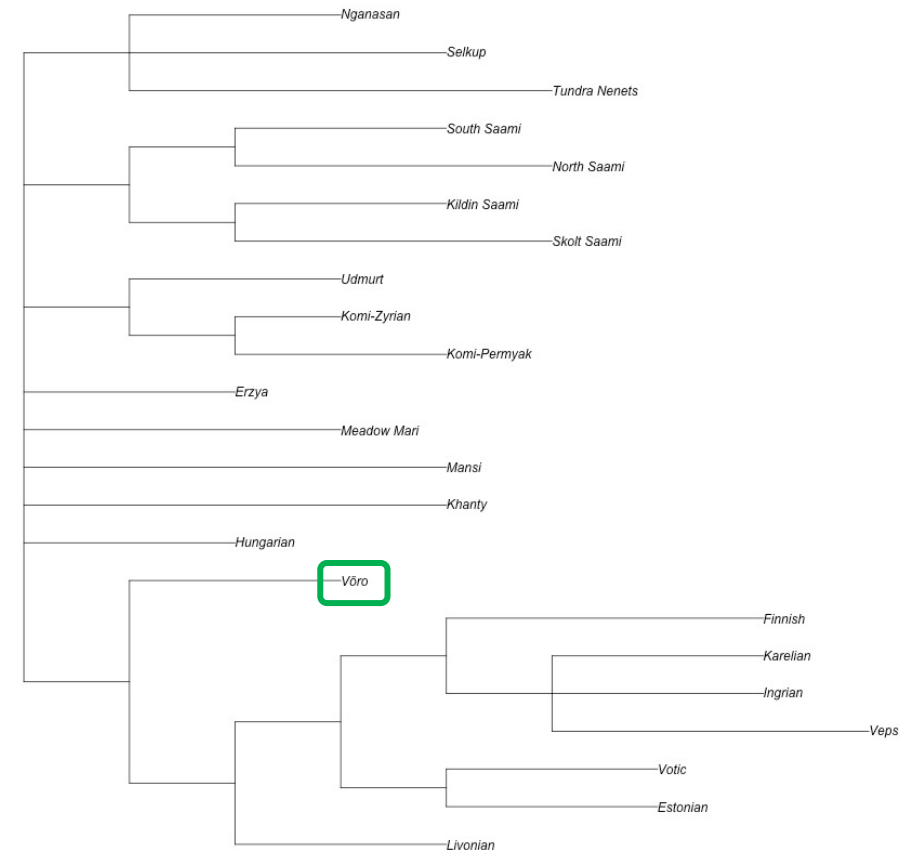 Nganasan
Selkup
Tundra Nenets
South Saami
North Saami
Kildin Saami
Skolt Saami
Udmurt
Komi-Zyrian
Komi-Permyak
Erzya
Meadow Mari
Mansi
Khanty
Hungarian
Võro
Finnish
Karelian
Ingrian
Veps
Votic
Estonian
Livonian